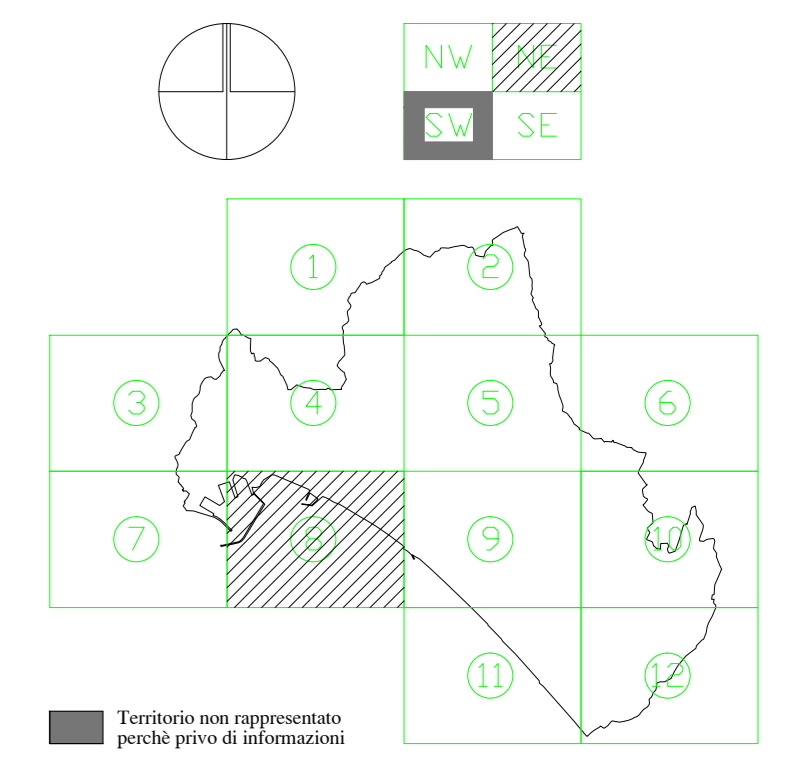 NW NE
SW SE
1 2
3 4 5 6
7 8 9 10
11 12
Territorio non rappresentato
perchè privo di informazioni